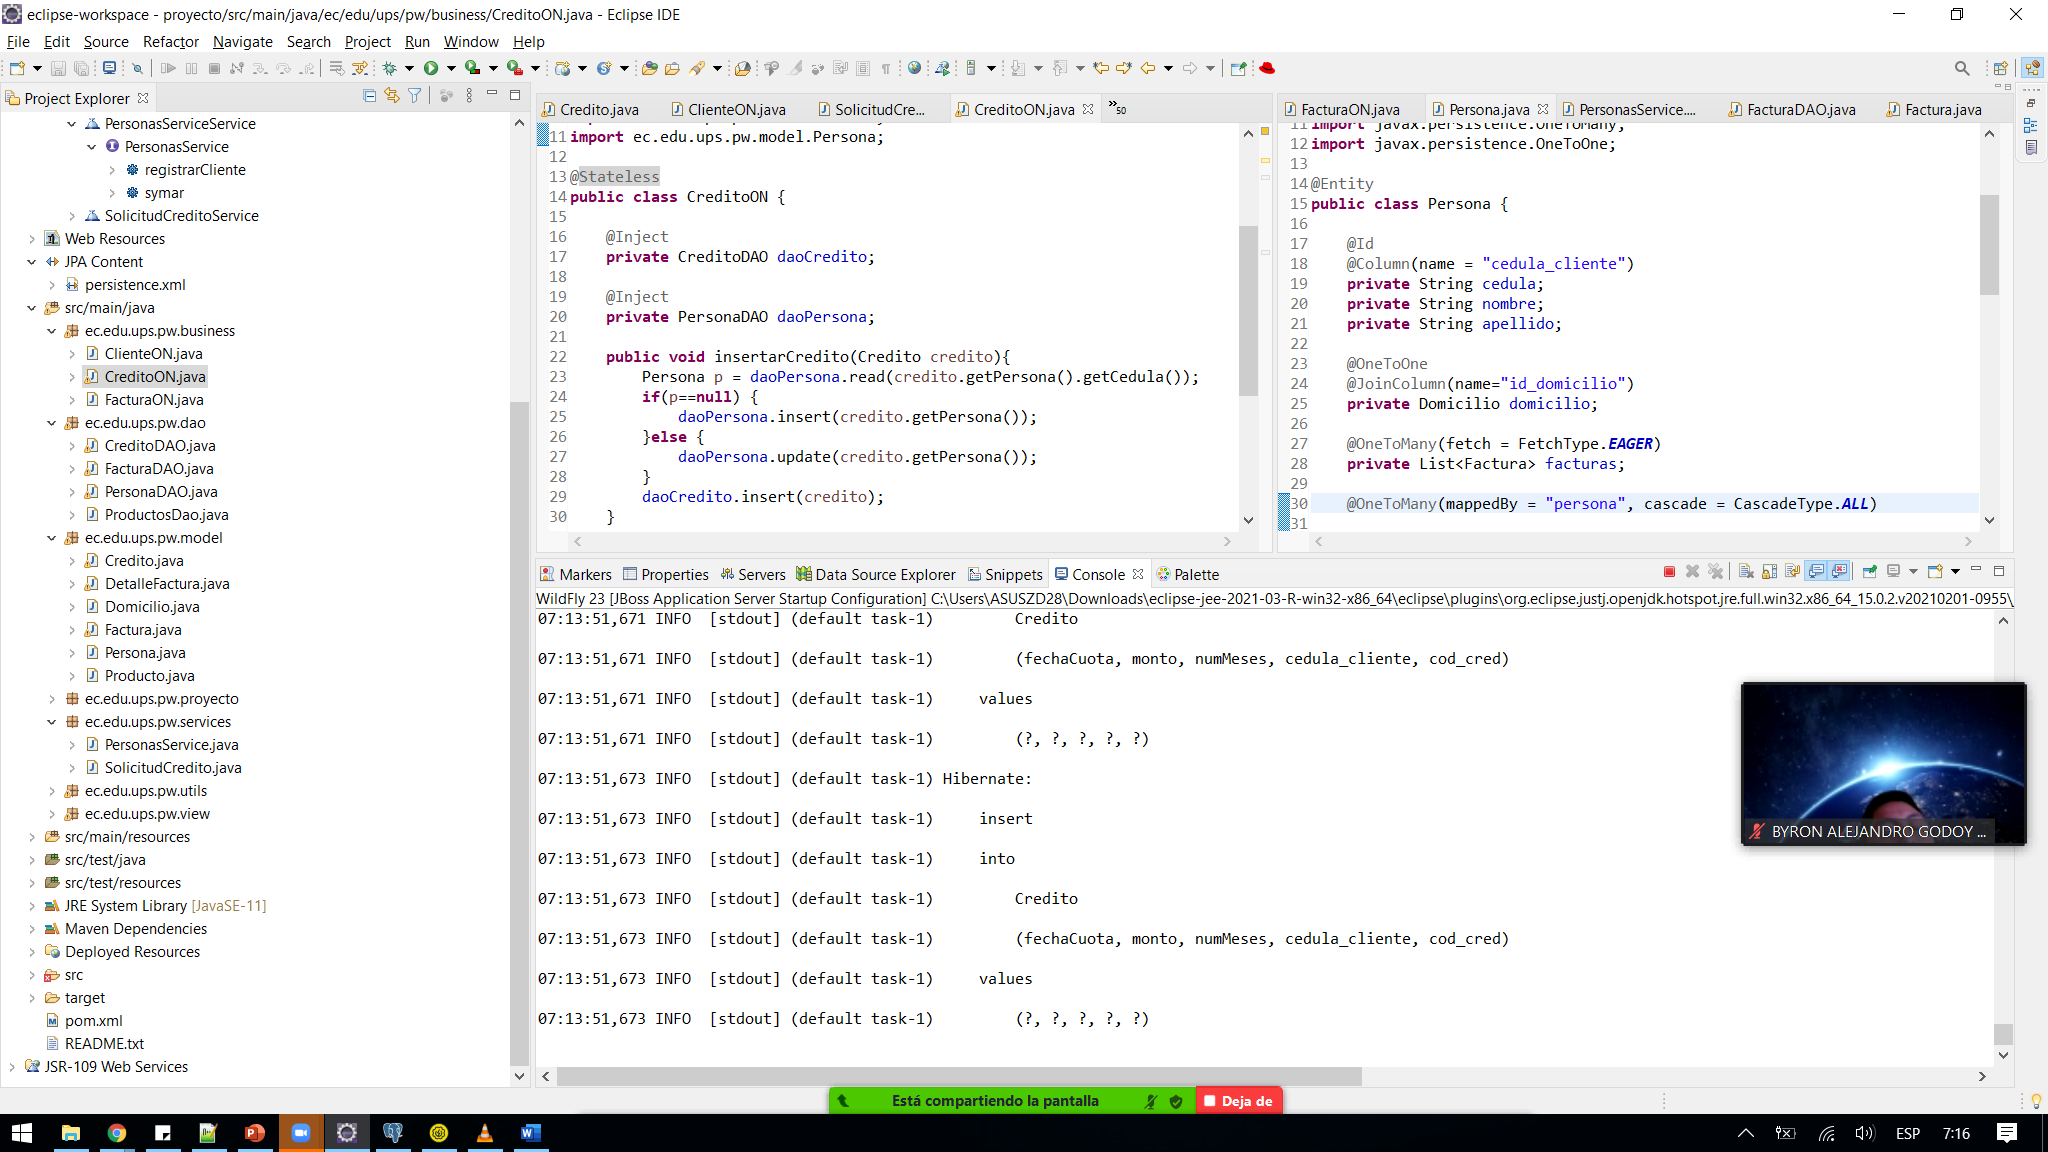 eclipse-workspace - proyecto/src/main/java/ec/edu/ups/pw/business/CreditoON.java - Eclipse IDE
File Edit Source Refactor Navigate Search Project Run Window Help
Project Explorer
PersonasServiceService
PersonasService
registrarCliente
symar
SolicitudCreditoService
Web Resources
JPA Content
persistence.xml
src/main/java
ec.edu.ups.pw.business
ClienteON.java
CreditoON.java
FacturaON.java
ec.edu.ups.pw.dao
CreditoDAO.java
FacturaDAO.java
PersonaDAO.java
ProductosDao.java
ec.edu.ups.pw.model
Credito.java
DetalleFactura.java
Domicilio.java
Factura.java
Persona.java
Producto.java
ec.edu.ups.pw.proyecto
ec.edu.ups.pw.services
PersonasService.java
SolicitudCredito.java
ec.edu.ups.pw.utils
ec.edu.ups.pw.view
src/main/resources
src/test/java
src/test/resources
JRE System Library [JavaSE-11]
Maven Dependencies
Deployed Resources
src
target
pom.xml
README.txt
JSR-109 Web Services
Credito.java ClienteON.java SolicitudCre... CreditoON.java »50
11 import ec.edu.ups.pw.model.Persona;
12
13 @Stateless
14 public class CreditoON {
15
16 @Inject
17 private CreditoDAO daoCredito;
18
19 @Inject
20 private PersonaDAO daoPersona;
21
22 public void insertarCredito(Credito credito){
23 Persona p = daoPersona.read(credito.getPersona().getCedula());
24 if(p==null) {
25 daoPersona.insert(credito.getPersona());
26 }else {
27 daoPersona.update(credito.getPersona());
28 }
29 daoCredito.insert(credito);
30 }
FacturaON.java Persona.java PersonasService.... FacturaDAO.java Factura.java
11 import javax.persistence.OneToMany;
12 import javax.persistence.OneToOne;
13
14 @Entity
15 public class Persona {
16
17 @Id
18 @Column(name = "cedula_cliente")
19 private String cedula;
20 private String nombre;
21 private String apellido;
22
23 @OneToOne
24 @JoinColumn(name="id_domicilio")
25 private Domicilio domicilio;
26
27 @OneToMany(fetch = FetchType.EAGER)
28 private List<Factura> facturas;
29
30 @OneToMany(mappedBy = "persona", cascade = CascadeType.ALL)
31
Markers Properties Servers Data Source Explorer Snippets Console Palette
WildFly 23 [JBoss Application Server Startup Configuration] C:\Users\ASUSZD28\Downloads\eclipse-jee-2021-03-R-win32-x86_64\eclipse\plugins\org.eclipse.justj.openjdk.hotspot.jre.full.win32.x86_64_15.0.2.v20210201-0955\
07:13:51,671 INFO [stdout] (default task-1) Credito
07:13:51,671 INFO [stdout] (default task-1) (fechaCuota, monto, numMeses, cedula_cliente, cod_cred)
07:13:51,671 INFO [stdout] (default task-1) values
07:13:51,671 INFO [stdout] (default task-1) (?, ?, ?, ?, ?)
07:13:51,673 INFO [stdout] (default task-1) Hibernate:
07:13:51,673 INFO [stdout] (default task-1) insert
07:13:51,673 INFO [stdout] (default task-1) into
07:13:51,673 INFO [stdout] (default task-1) Credito
07:13:51,673 INFO [stdout] (default task-1) (fechaCuota, monto, numMeses, cedula_cliente, cod_cred)
07:13:51,673 INFO [stdout] (default task-1) values
07:13:51,673 INFO [stdout] (default task-1) (?, ?, ?, ?, ?)
BYRON ALEJANDRO GODOY ...
Está compartiendo la pantalla
Deja de
ESP 7:16